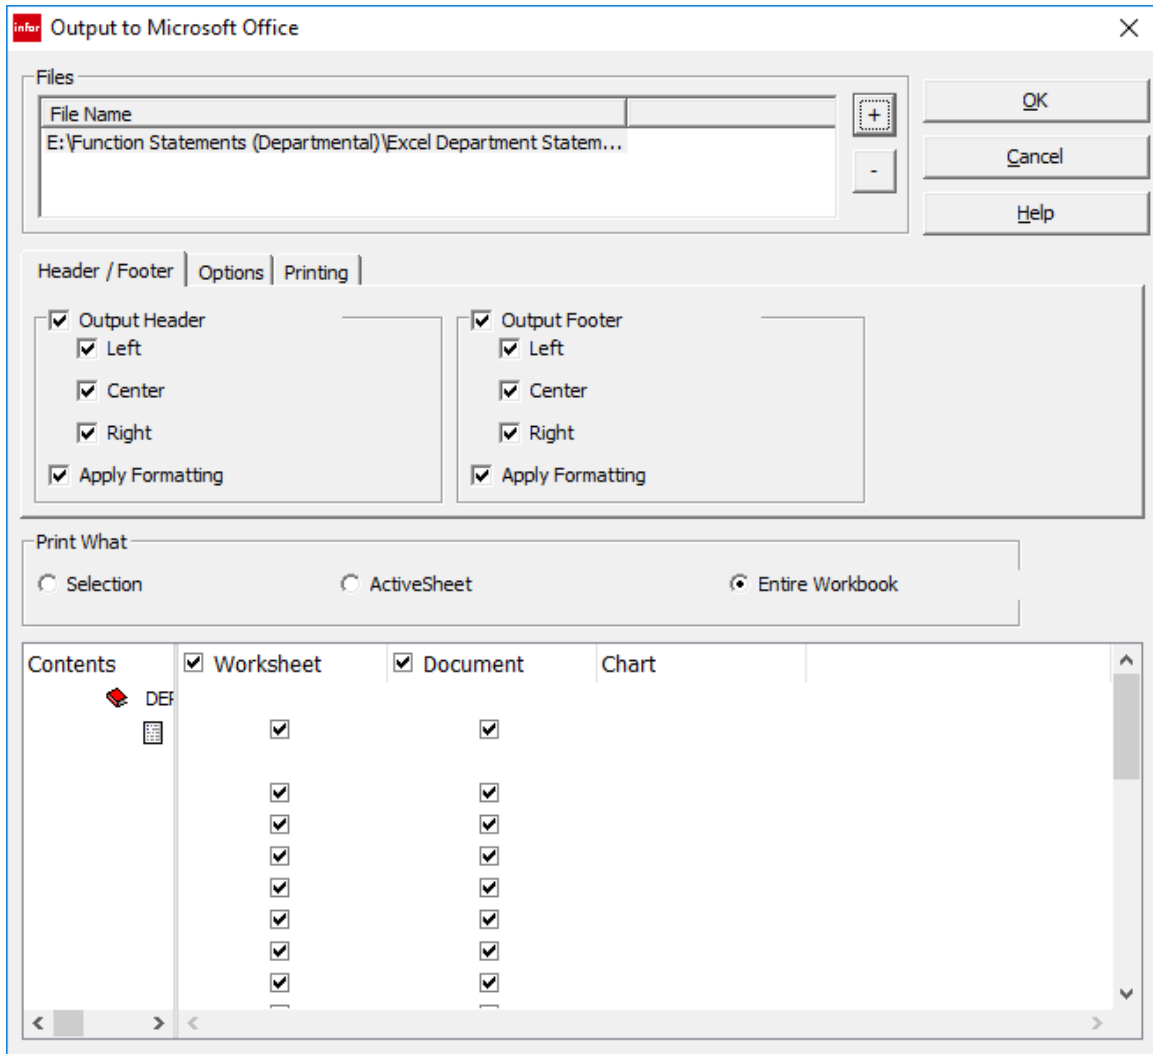 infor Output to Microsoft Office
Files
File Name
E:\Function Statements (Departmental)\Excel Department Statem...
+
-
OK
Cancel
Help
Header / Footer Options Printing
Output Header
Left
Center
Right
Apply Formatting
Output Footer
Left
Center
Right
Apply Formatting
Print What
Selection ActiveSheet Entire Workbook
Contents Worksheet Document Chart